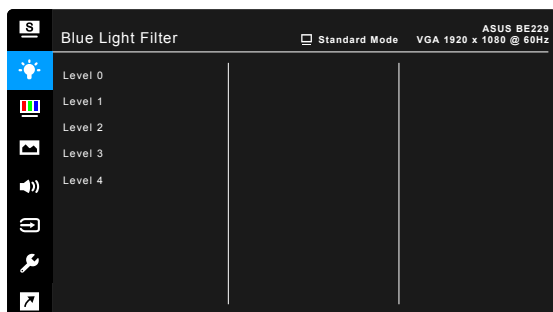 S
Blue Light Filter
Standard Mode
ASUS BE229
VGA 1920 x 1080 @ 60Hz
Level 0
Level 1
Level 2
Level 3
Level 4